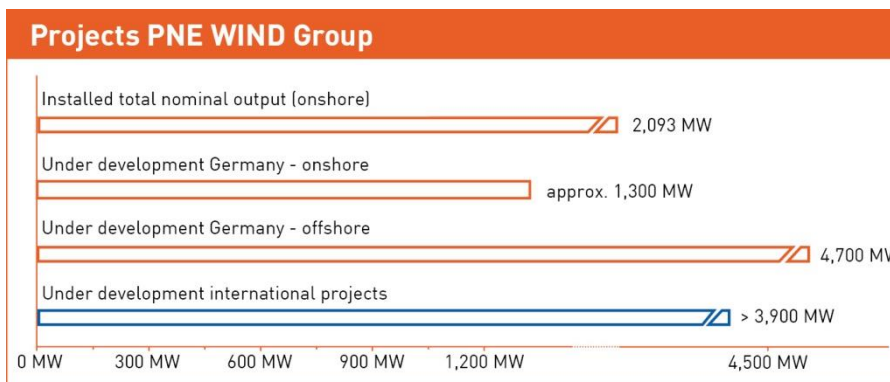 Projects PNE WIND Group
Installed total nominal output (onshore)
2,093 MW
Under development Germany - onshore
approx. 1,300 MW
Under development Germany - offshore
4,700 MW
Under development international projects
> 3,900 MW
0 MW 300 MW 600 MW 900 MW 1,200 MW 4,500 MW